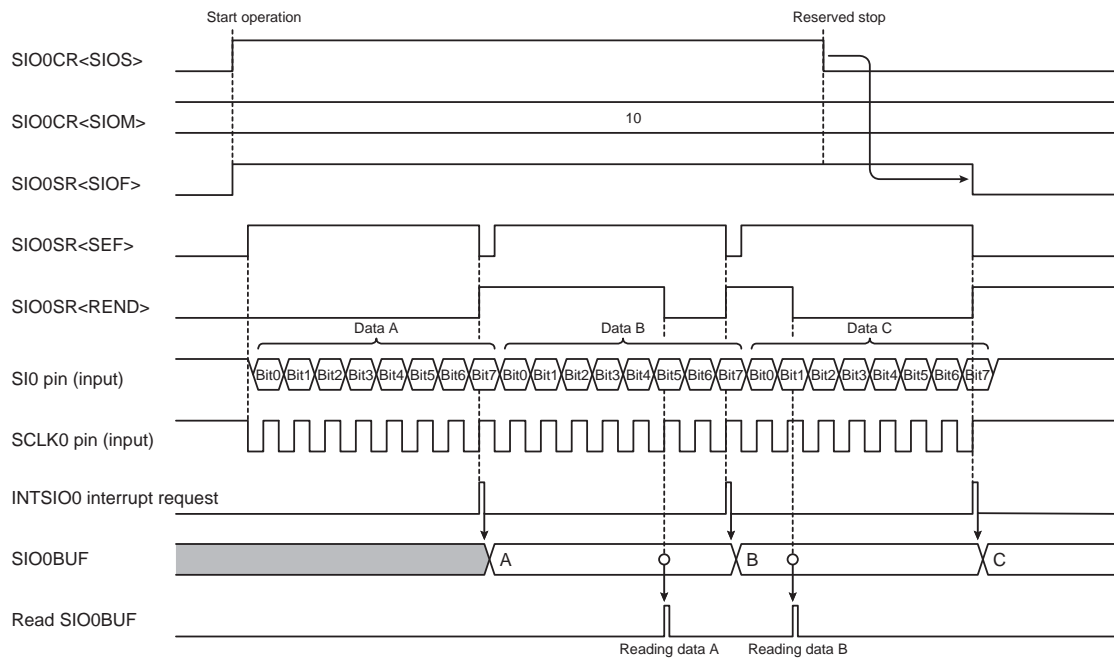 Start operation Reserved stop
SIO0CR<SIOS>
SIO0CR<SIOM> 10
SIO0SR<SIOF>
SIO0SR<SEF>
SIO0SR<REND>
Data A Data B Data C
SI0 pin (input) Bit0 Bit1 Bit2 Bit3 Bit4 Bit5 Bit6 Bit7 Bit0 Bit1 Bit2 Bit3 Bit4 Bit5 Bit6 Bit7 Bit0 Bit1 Bit2 Bit3 Bit4 Bit5 Bit6 Bit7
SCLK0 pin (input)
INTSIO0 interrupt request
SIO0BUF A B C
Read SIO0BUF
Reading data A Reading data B